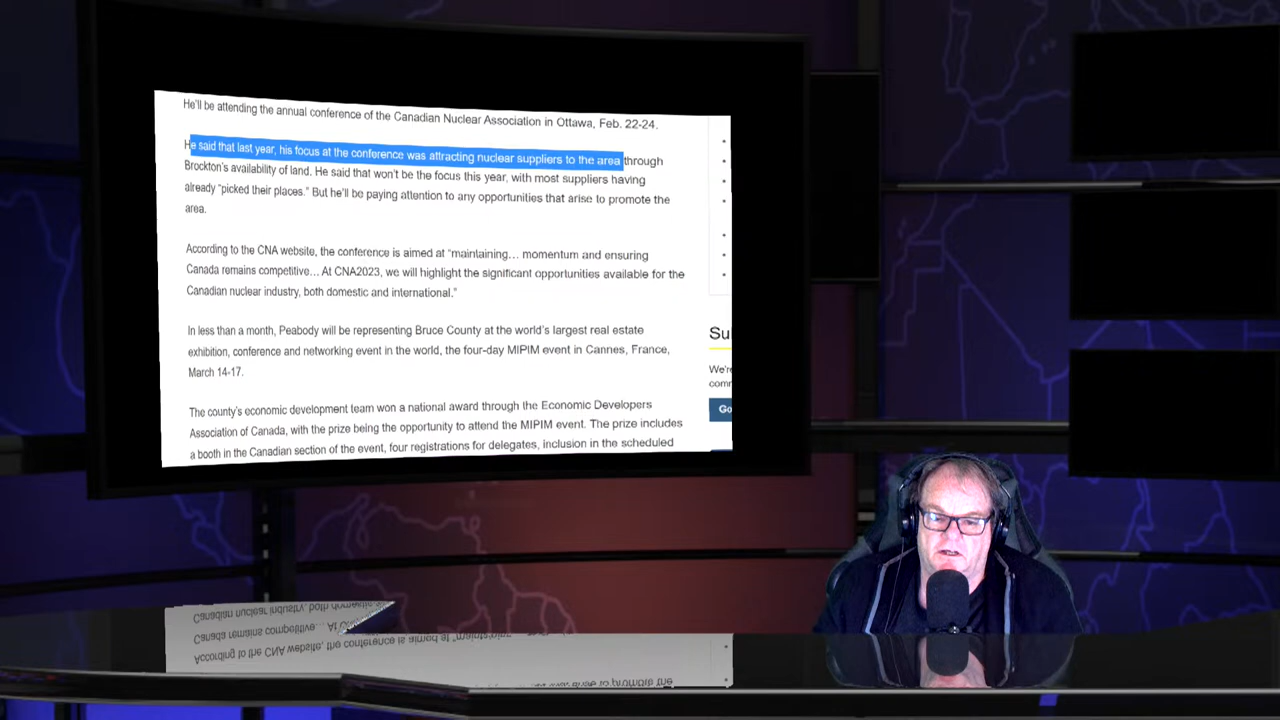 He'll be attending the annual conference of the Canadian Nuclear Association in Ottawa, Feb. 22-24.
He said that last year, his focus at the conference was attracting nuclear suppliers to the area through
Brockton's availability of land. He said that won't be the focus this year, with most suppliers having
already "picked their places." But he'll be paying attention to any opportunities that arise to promote the
area.
According to the CNA website, the conference is aimed at "maintaining… momentum and ensuring
Canada remains competitive… At CNA2023, we will highlight the significant opportunities available for the
Canadian nuclear industry, both domestic and international."
In less than a month, Peabody will be representing Bruce County at the world's largest real estate
exhibition, conference and networking event in the world, the four-day MIPIM event in Cannes, France,
March 14-17.
The county's economic development team won a national award through the Economic Developers
Association of Canada, with the prize being the opportunity to attend the MIPIM event. The prize includes
a booth in the Canadian section of the event, four registrations for delegates, inclusion in the scheduled
Su
We're
comm
Go